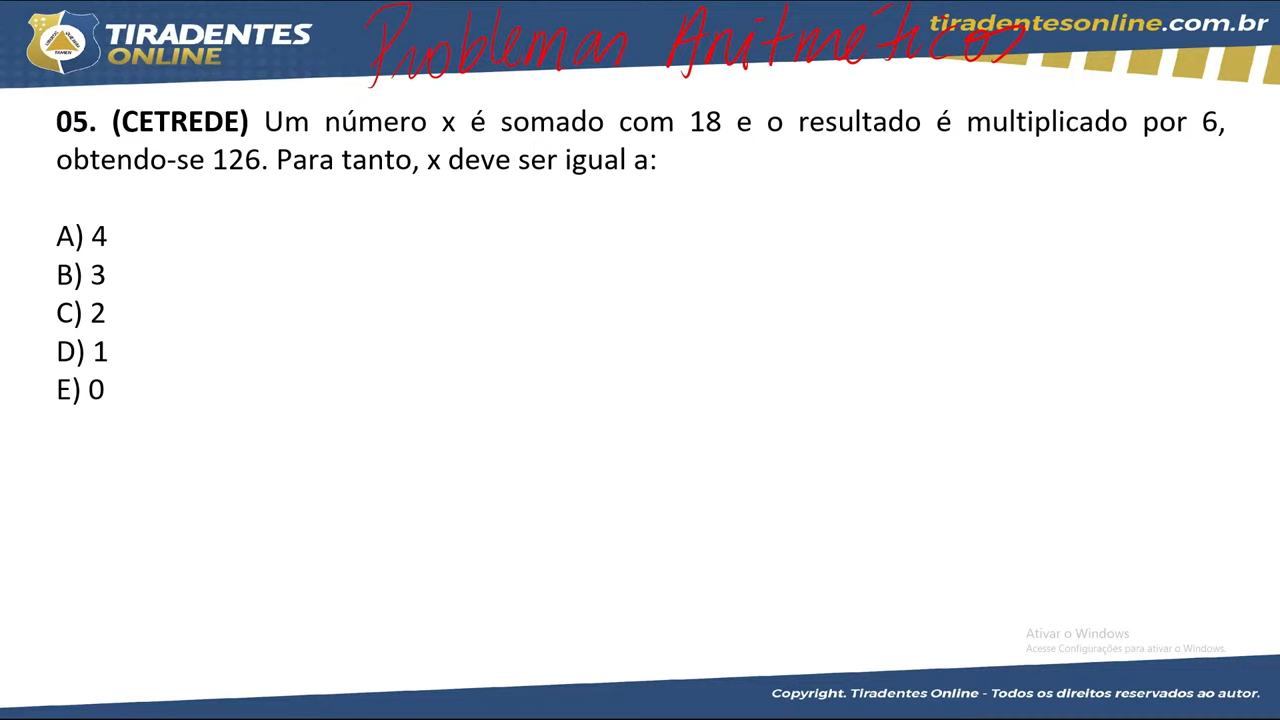 TIRADENTES
ONLINE
Problemas Aritméticos
tiradentesonline.com.br
05. (CETREDE) Um número x é somado com 18 e o resultado é multiplicado por 6,
obtendo-se 126. Para tanto, x deve ser igual a:
A) 4
B) 3
C) 2
D) 1
E) 0
Ativar o Windows
Acesse Configurações para ativar o Windows.
Copyright. Tiradentes Online - Todos os direitos reservados ao autor.